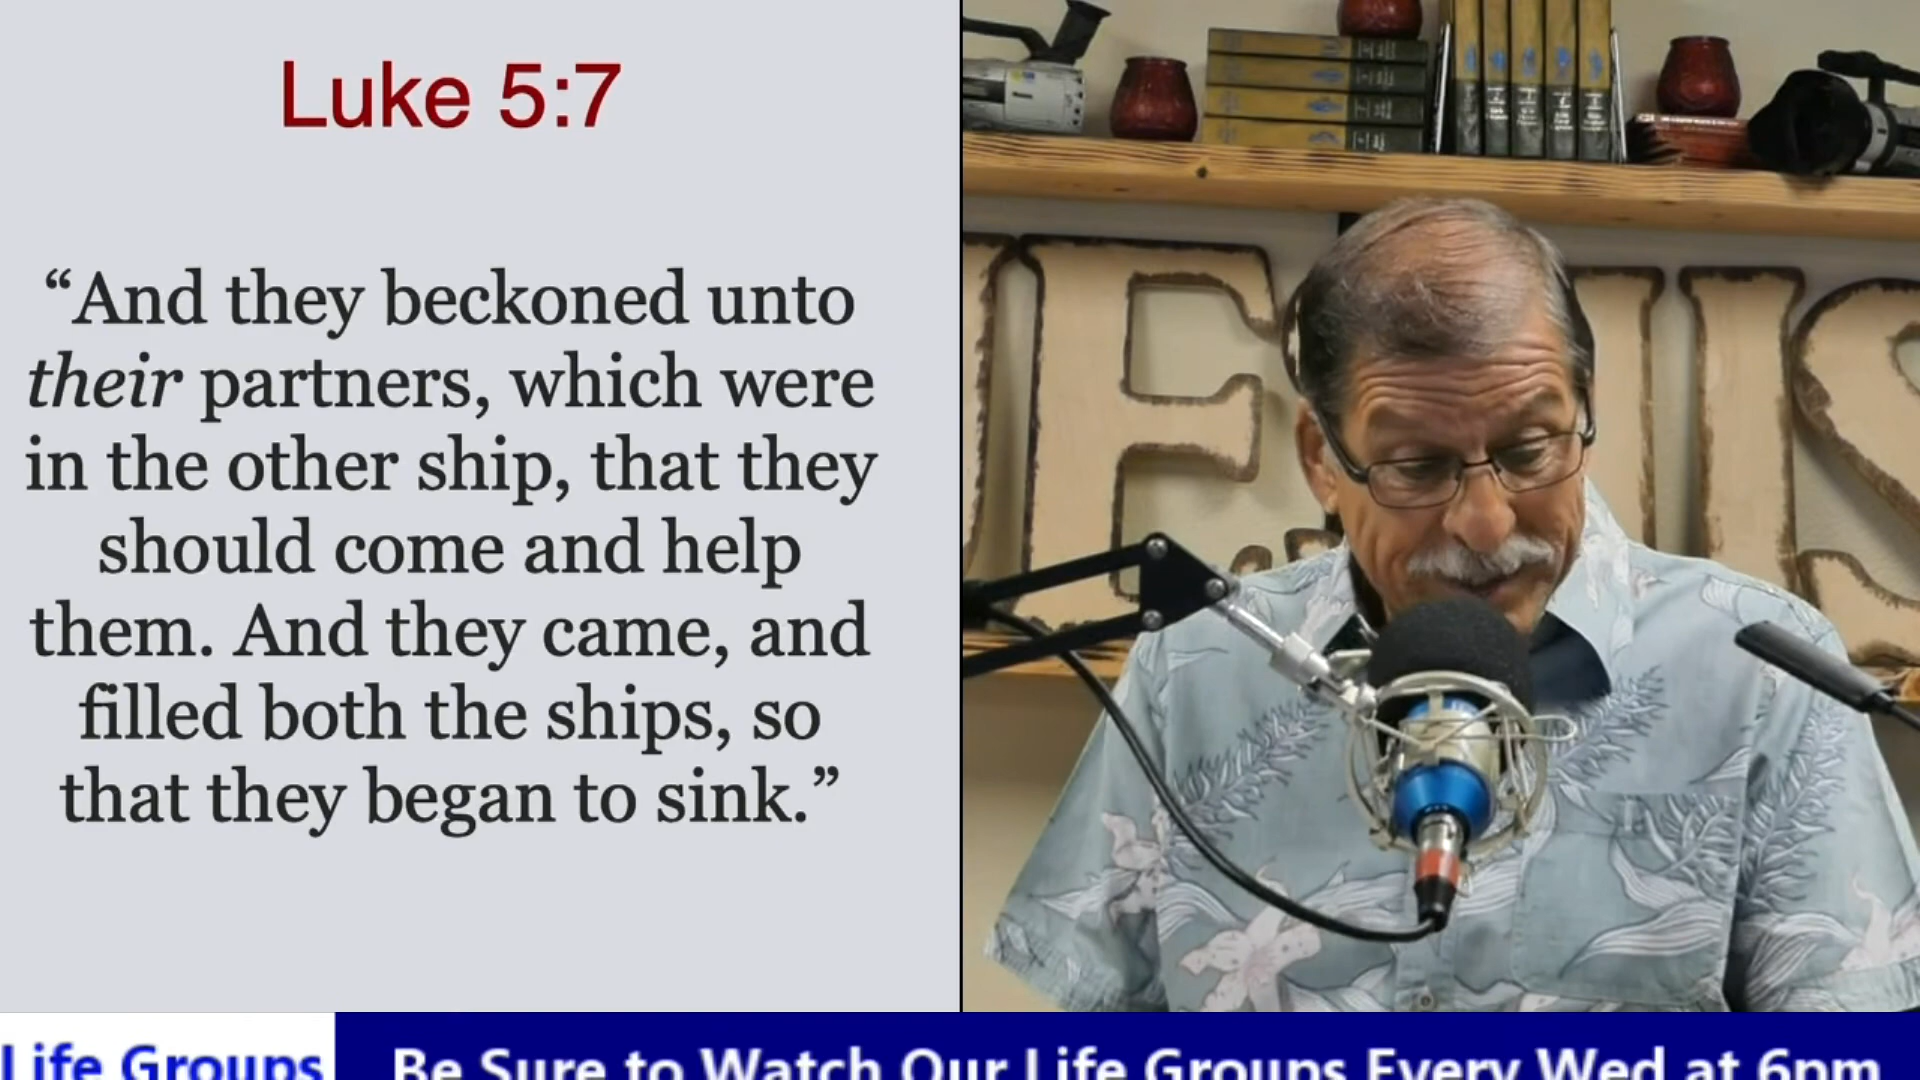 Luke 5:7
“And they beckoned unto
their partners, which were
in the other ship, that they
should come and help
them. And they came, and
filled both the ships, so
that they began to sink.”
JESUS
Life Groups
Be Sure to Watch Our Life Groups Every Wed at 6pm